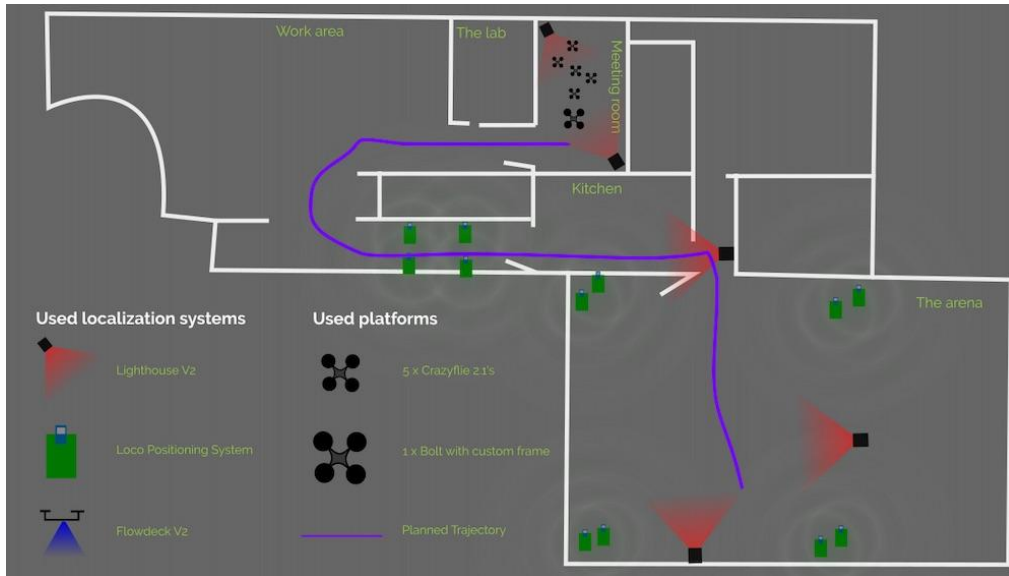 Work area
The lab
Meeting room
Kitchen
The arena
Used localization systems
Lighthouse V2
Loco Positioning System
Flowdeck V2
Used platforms
5 x Crazyflie 2.1's
1 x Bolt with custom frame
Planned Trajectory